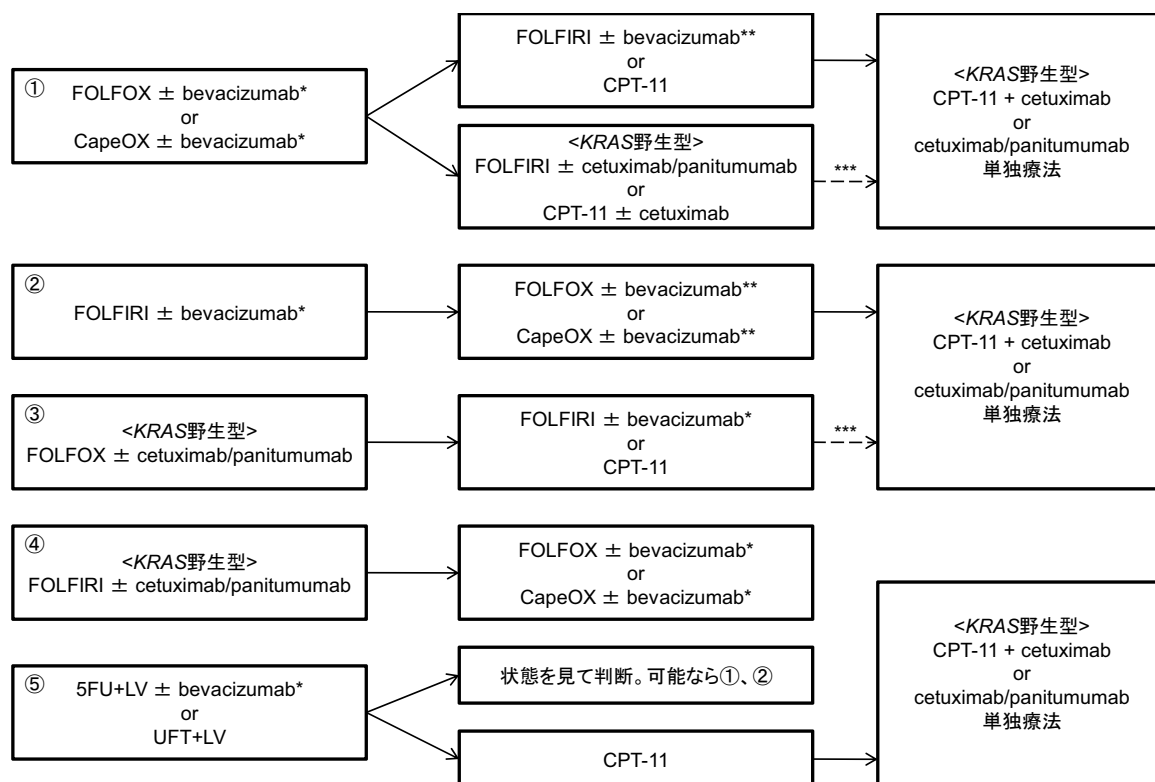 ①
FOLFOX ± bevacizumab*
or
CapeOX ± bevacizumab*
FOLFIRI ± bevacizumab**
or
CPT-11
<KRAS野生型>
FOLFIRI ± cetuximab/panitumumab
or
CPT-11 ± cetuximab
***
<KRAS野生型>
CPT-11 + cetuximab
or
cetuximab/panitumumab
単独療法
②
FOLFIRI ± bevacizumab*
FOLFOX ± bevacizumab**
or
CapeOX ± bevacizumab**
③
<KRAS野生型>
FOLFOX ± cetuximab/panitumumab
FOLFIRI ± bevacizumab*
or
CPT-11
***
<KRAS野生型>
CPT-11 + cetuximab
or
cetuximab/panitumumab
単独療法
④
<KRAS野生型>
FOLFIRI ± cetuximab/panitumumab
FOLFOX ± bevacizumab*
or
CapeOX ± bevacizumab*
⑤
5FU+LV ± bevacizumab*
or
UFT+LV
状態を見て判断。可能なら①、②
CPT-11
<KRAS野生型>
CPT-11 + cetuximab
or
cetuximab/panitumumab
単独療法